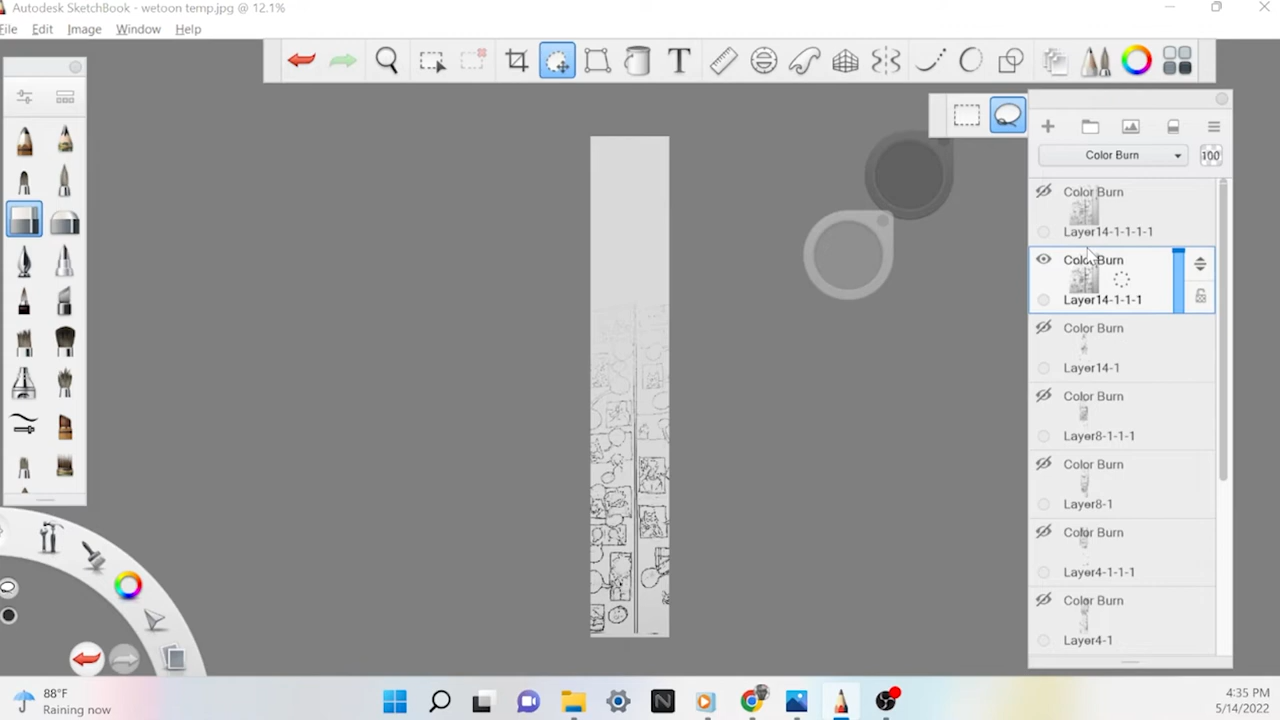 Autodesk SketchBook - wetoon temp.jpg @ 12.1%
File Edit Image Window Help
T
Color Burn 100
Color Burn
Layer14-1-1-1-1
Color Burn
Layer14-1-1-1
Color Burn
Layer14-1
Color Burn
Layer8-1-1-1
Color Burn
Layer8-1
Color Burn
Layer4-1-1-1
Color Burn
Layer4-1
88°F
Raining now
N
4:35 PM
5/14/2022